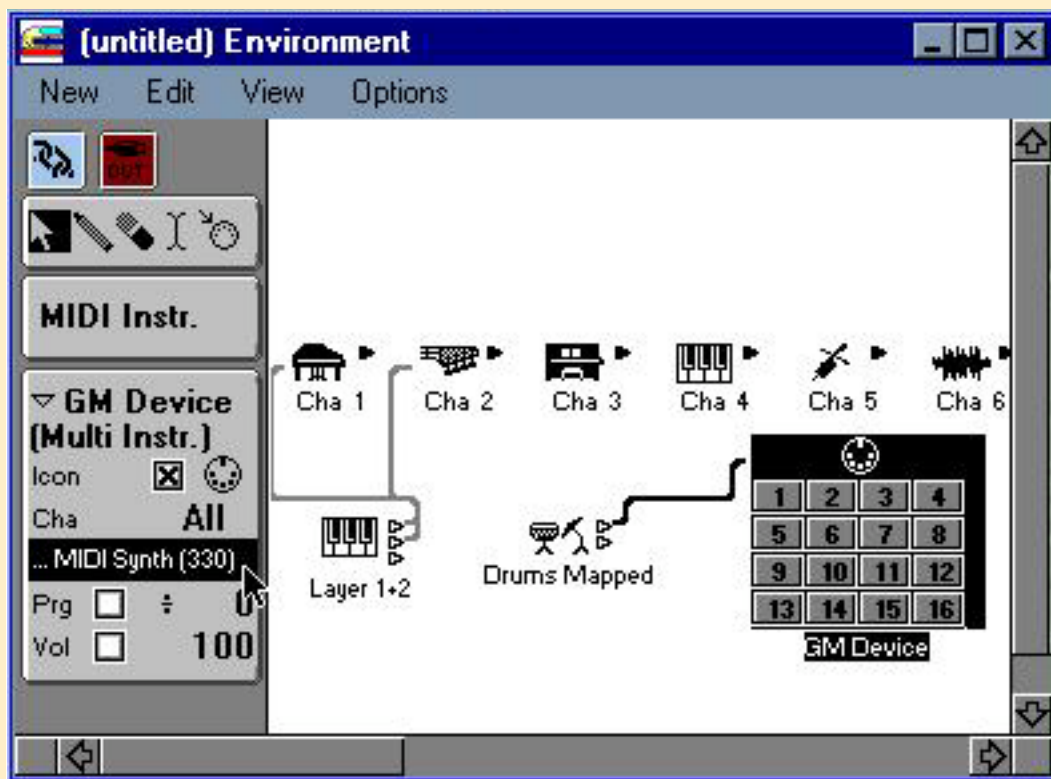 (untitled) Environment
New Edit View Options
OUT
MIDI Instr.
GM Device
(Multi Instr.)
Icon
Cha All
... MIDI Synth (330)
Prg ÷ 0
Vol 100
Cha 1 Cha 2 Cha 3 Cha 4 Cha 5 Cha 6
Layer 1+2
Drums Mapped
1 2 3 4
5 6 7 8
9 10 11 12
13 14 15 16
GM Device